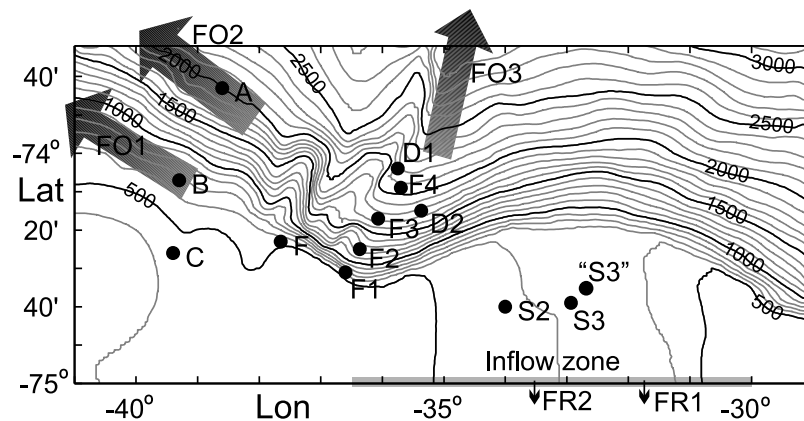 FO2
FO3
40'
2000
A
2500
3000
1500
1000
FO1
2500
-74°
D1
B
F4
2000
Lat
500
D2
1500
20'
F
F3
C
F2
1000
F1
"S3"
500
40'
S2
S3
Inflow zone
-75°
-40°
Lon
-35°
FR2
FR1
-30°